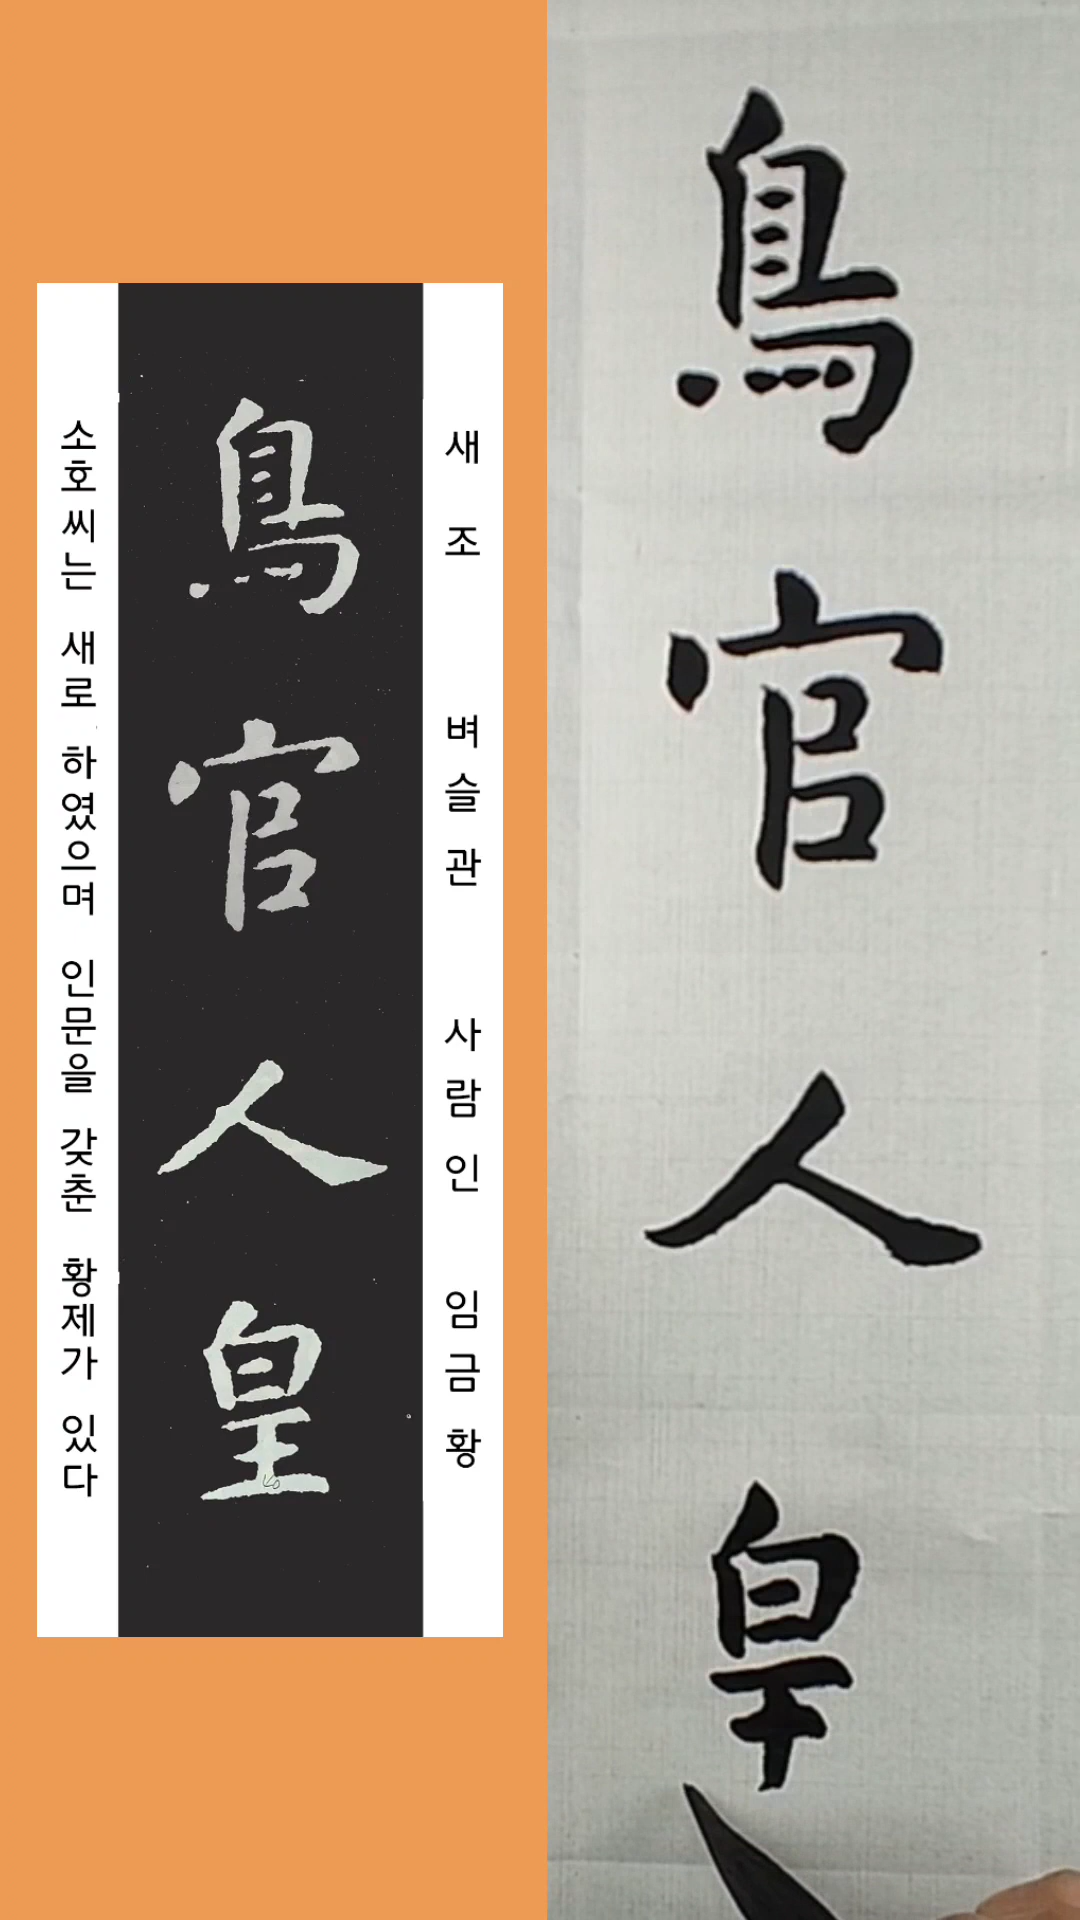 새 조 벼슬관 사람인 임금황
鳥官人皇
소호씨는 새로 하였으며 인문을 갖춘 황제가 있다
鳥官人皇